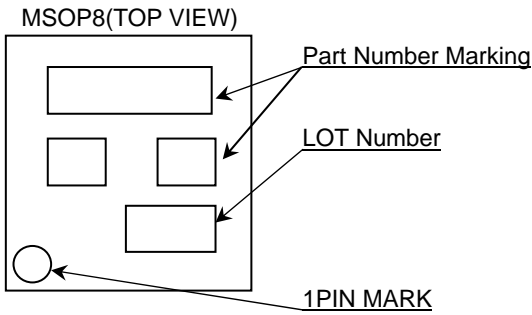 MSOP8(TOP VIEW)
Part Number Marking
LOT Number
1PIN MARK